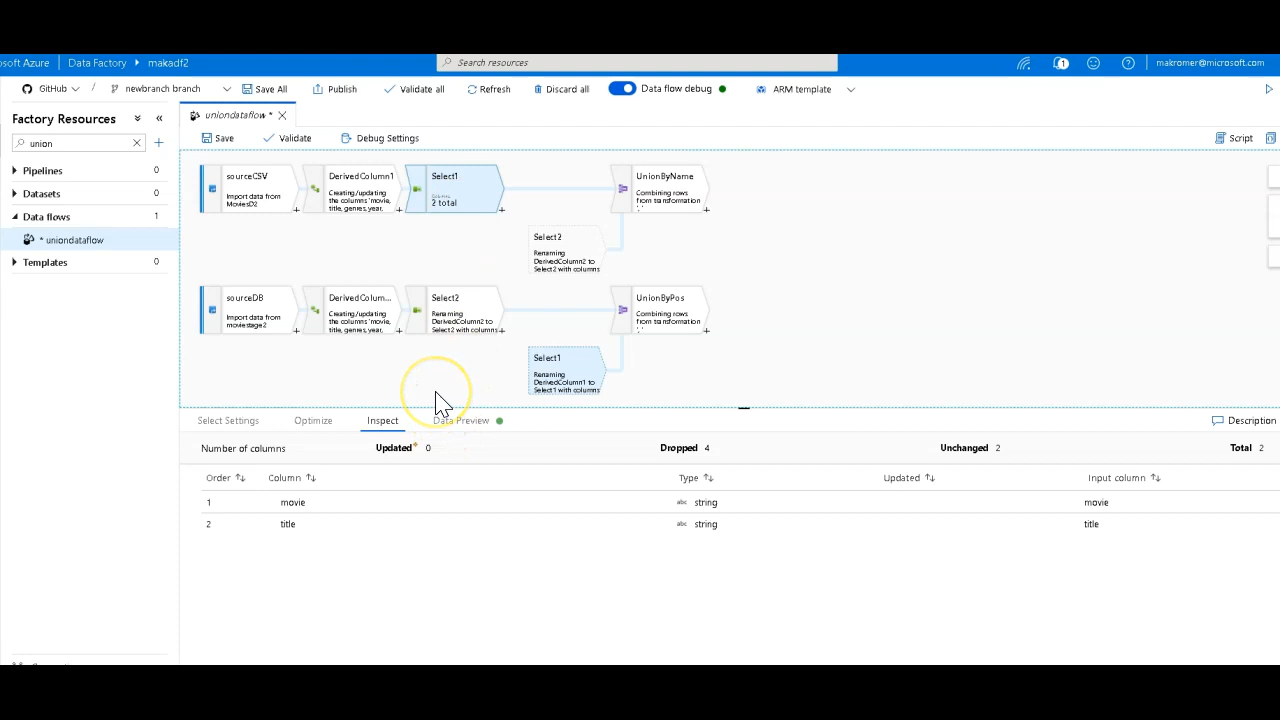 osoft Azure Data Factory makadf2 Search resources 1 makromer@microsoft.com
GitHub / newbranch branch Save All Publish Validate all Refresh Discard all Data flow debug ARM template
Factory Resources
union
Pipelines 0
Datasets 0
Data flows 1
* uniondataflow
Templates 0
uniondataflow *
Save Validate Debug Settings Script
sourceCSV
Import data from
MoviesD2
DerivedColumn1
Creating/updating
the columns 'movie,
title, genres, year,
Select1
Columns:
2 total
UnionByName
Combining rows
from transformation
Select2
Renaming
DerivedColumn2 to
Select2 with columns
sourceDB
Import data from
moviestage2
DerivedColum...
Creating/updating
the columns 'movie,
title, genres, year,
Select2
Renaming
DerivedColumn2 to
Select2 with columns
UnionByPos
Combining rows
from transformation
Select1
Renaming
DerivedColumn1 to
Select1 with columns
Select Settings Optimize Inspect Data Preview Description
Number of columns Updated* 0 Dropped 4 Unchanged 2 Total 2
Order Column Type Updated Input column
1 movie abc string movie
2 title abc string title